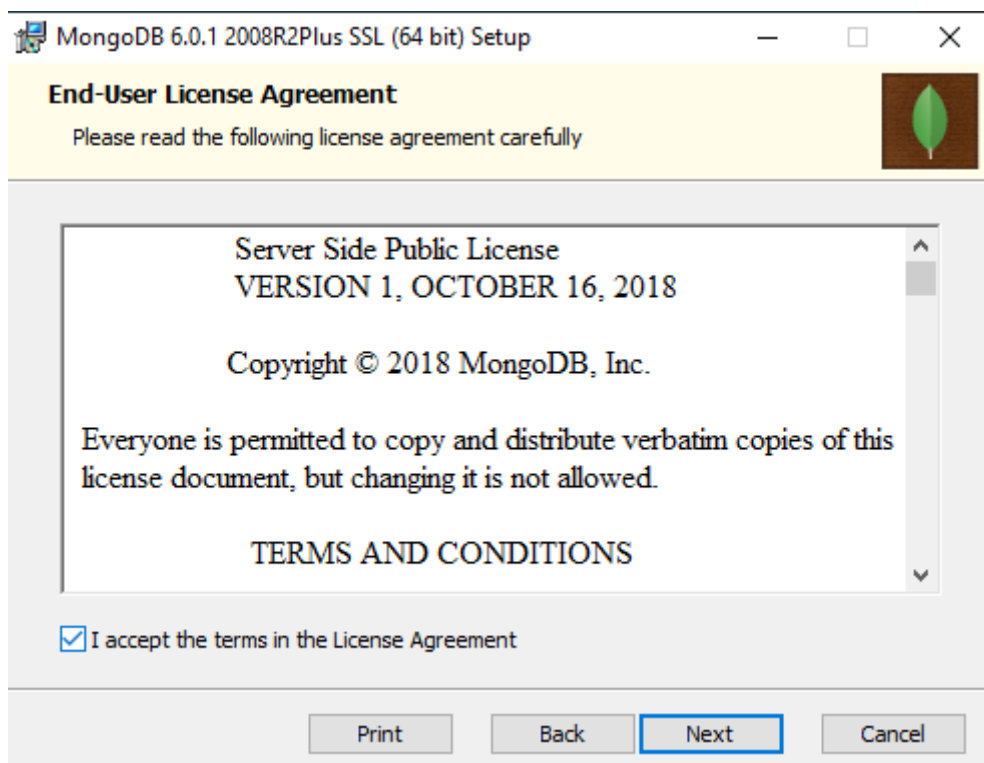 MongoDB 6.0.1 2008R2Plus SSL (64 bit) Setup
End-User License Agreement
Please read the following license agreement carefully
Server Side Public License
VERSION 1, OCTOBER 16, 2018
Copyright © 2018 MongoDB, Inc.
Everyone is permitted to copy and distribute verbatim copies of this
license document, but changing it is not allowed.
TERMS AND CONDITIONS
I accept the terms in the License Agreement
Print Back Next Cancel